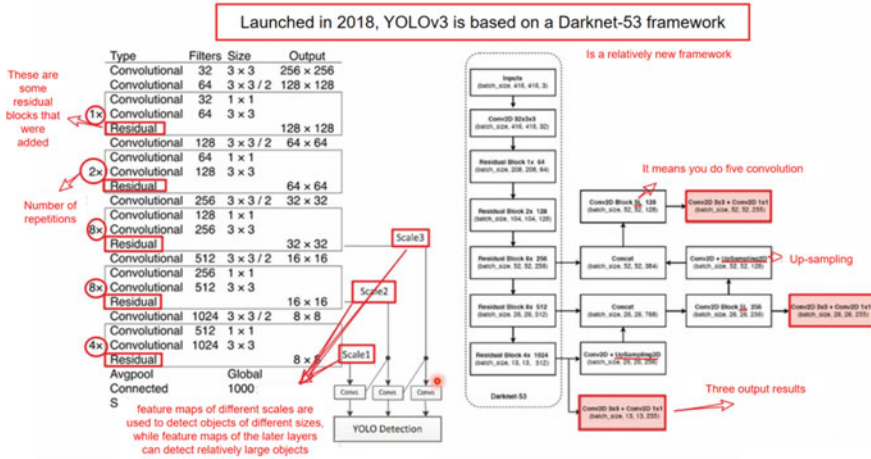 Launched in 2018, YOLOv3 is based on a Darknet-53 framework
Type Filters Size Output
Convolutional 32 3 × 3 256 × 256
Convolutional 64 3 × 3 / 2 128 × 128
Convolutional 32 1 × 1
1× Convolutional 64 3 × 3
Residual 128 × 128
Convolutional 128 3 × 3 / 2 64 × 64
Convolutional 64 1 × 1
2× Convolutional 128 3 × 3
Residual 64 × 64
Convolutional 256 3 × 3 / 2 32 × 32
Convolutional 128 1 × 1
8× Convolutional 256 3 × 3
Residual 32 × 32
Convolutional 512 3 × 3 / 2 16 × 16
Convolutional 256 1 × 1
8× Convolutional 512 3 × 3
Residual 16 × 16
Convolutional 1024 3 × 3 / 2 8 × 8
Convolutional 512 1 × 1
4× Convolutional 1024 3 × 3
Residual 8 × 8
Avgpool Global
Connected 1000
S
These are
some
residual
blocks that
were
added
Number of
repetitions
Scale3
Scale2
Scale1
Convs
Convs
Convs
YOLO Detection
feature maps of different scales are
used to detect objects of different sizes,
while feature maps of the later layers
can detect relatively large objects
Is a relatively new framework
Inputs
(batch_size, 416, 416, 3)
Conv2D 32x3x3
(batch_size, 416, 416, 32)
Residual Block 1x 64
(batch_size, 208, 208, 64)
Residual Block 2x 128
(batch_size, 104, 104, 128)
Residual Block 8x 256
(batch_size, 52, 52, 256)
Residual Block 8x 512
(batch_size, 26, 26, 512)
Residual Block 4x 1024
(batch_size, 13, 13, 512)
Darknet-53
It means you do five convolution
Conv2D Block 5L 128
(batch_size, 52, 52, 128)
Conv2D 3x3 + Conv2D 1x1
(batch_size, 52, 52, 255)
Concat
(batch_size, 52, 52, 384)
Conv2D + UpSampling2D
(batch_size, 52, 52, 128)
Up-sampling
Concat
(batch_size, 26, 26, 768)
Conv2D Block 5L 256
(batch_size, 26, 26, 256)
Conv2D 3x3 + Conv2D 1x1
(batch_size, 26, 26, 255)
Conv2D + UpSampling2D
(batch_size, 26, 26, 256)
Conv2D 3x3 + Conv2D 1x1
(batch_size, 13, 13, 255)
Three output results